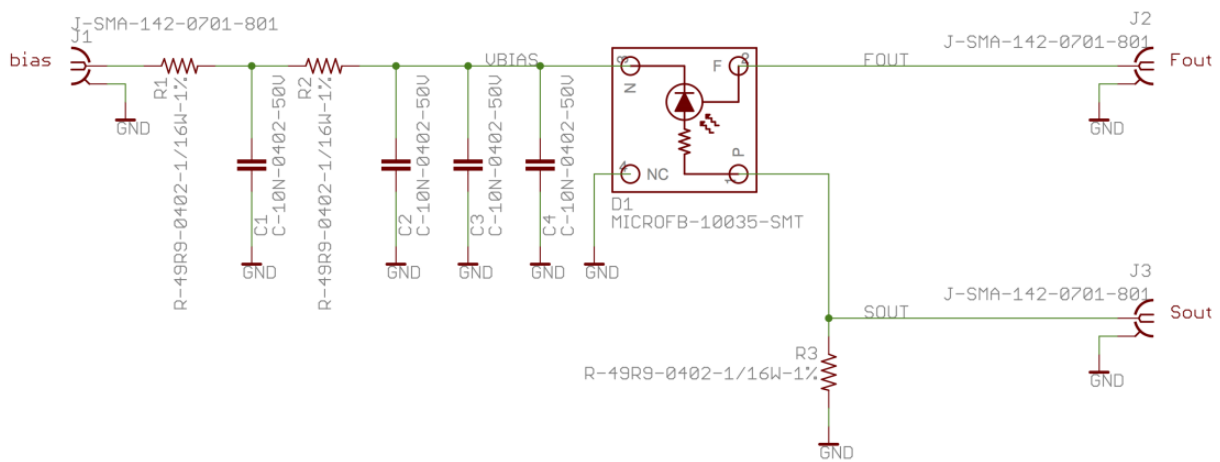 J-SMA-142-0701-801
J1
bias
GND
R1
R-49R9-0402-1/16W-1%
C1
C-10N-0402-50V
GND
R2
R-49R9-0402-1/16W-1%
C2
C-10N-0402-50V
GND
C3
C-10N-0402-50V
GND
C4
C-10N-0402-50V
GND
VBIAS
N
F
P
1
4
NC
GND
D1
MICROFB-10035-SMT
FOUT
J2
J-SMA-142-0701-801
Fout
GND
SOUT
J3
J-SMA-142-0701-801
Sout
GND
R3
R-49R9-0402-1/16W-1%
GND